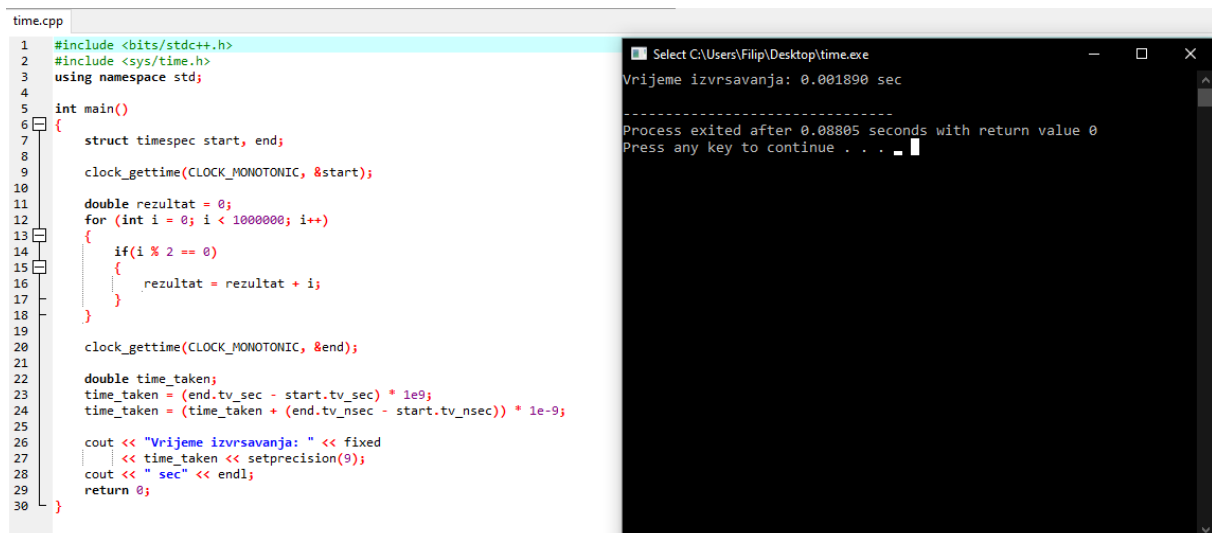 time.cpp
1 #include <bits/stdc++.h>
2 #include <sys/time.h>
3 using namespace std;
4
5 int main()
6 {
7     struct timespec start, end;
8
9     clock_gettime(CLOCK_MONOTONIC, &start);
10
11     double rezultat = 0;
12     for (int i = 0; i < 1000000; i++)
13     {
14         if(i % 2 == 0)
15         {
16             rezultat = rezultat + i;
17         }
18     }
19
20     clock_gettime(CLOCK_MONOTONIC, &end);
21
22     double time_taken;
23     time_taken = (end.tv_sec - start.tv_sec) * 1e9;
24     time_taken = (time_taken + (end.tv_nsec - start.tv_nsec)) * 1e-9;
25
26     cout << "Vrijeme izvrsavanja: " << fixed
27         << time_taken << setprecision(9);
28     cout << " sec" << endl;
29     return 0;
30 }
Select C:\Users\Filip\Desktop\time.exe
Vrijeme izvrsavanja: 0.001890 sec
--------------------------------
Process exited after 0.08805 seconds with return value 0
Press any key to continue . . .